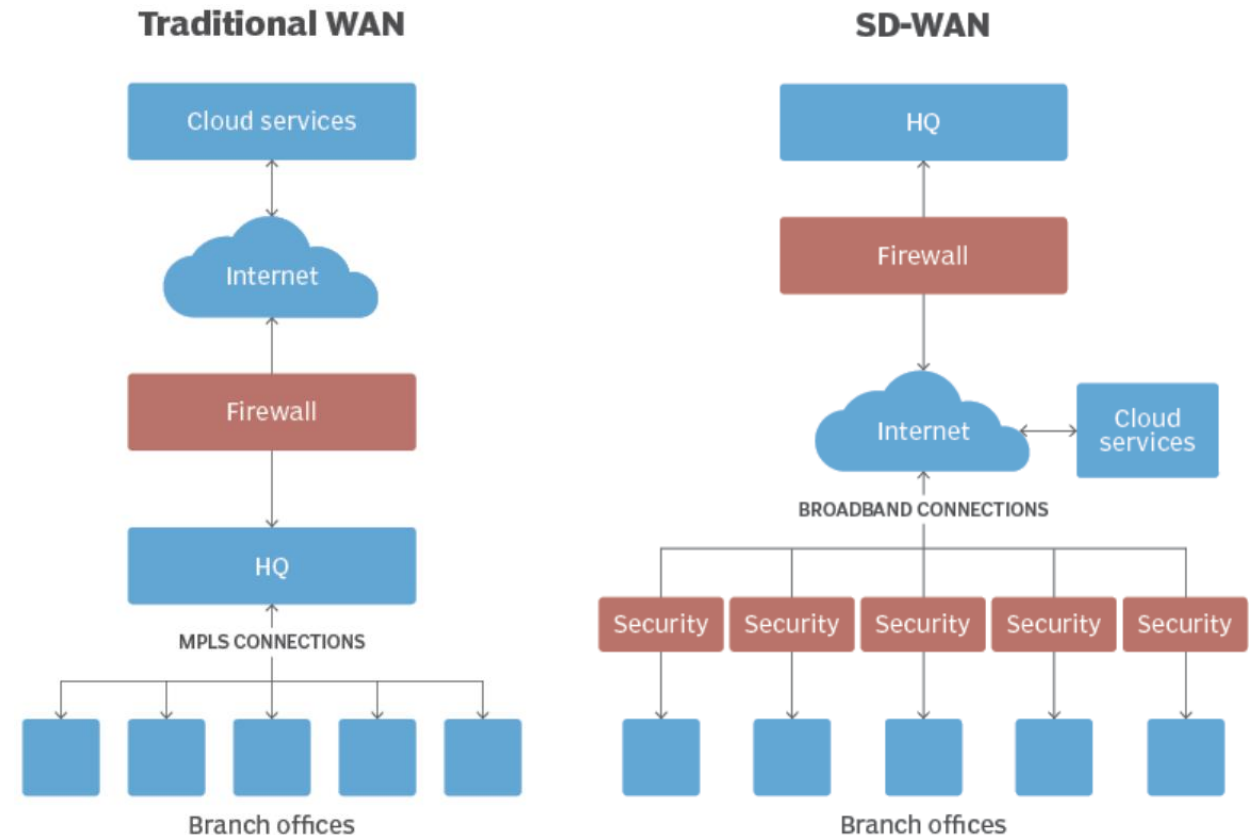 Traditional WAN
Cloud services
Internet
Firewall
HQ
MPLS CONNECTIONS
Branch offices
SD-WAN
HQ
Firewall
Internet
Cloud
services
BROADBAND CONNECTIONS
Security
Security
Security
Security
Security
Branch offices